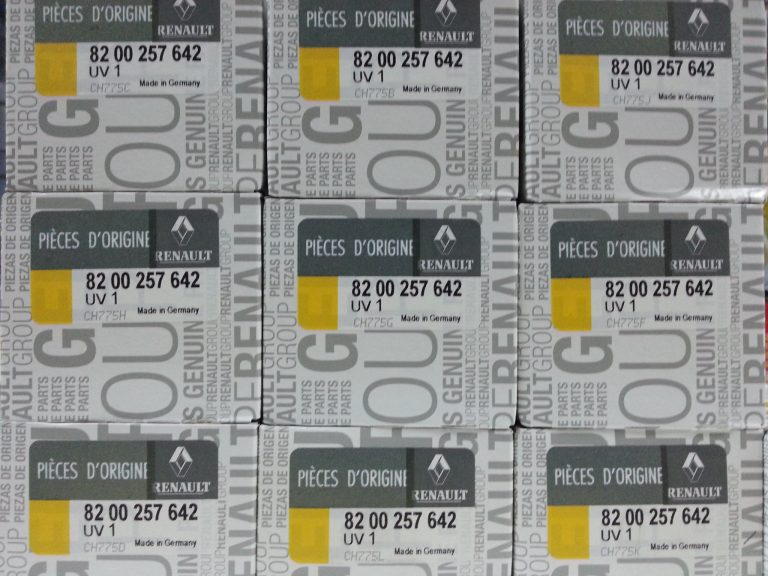 PIÈCES D'ORIGINE RENAULT
82 00 257 642
UV 1
CH775C Made in Germany
PIÈCES D'ORIGINE RENAULT
82 00 257 642
UV 1
CH775B Made in Germany
PIÈCES D'ORIGINE RENAULT
82 00 257 642
UV 1
CH775J Made in Germany
PIÈCES D'ORIGINE RENAULT
82 00 257 642
UV 1
CH775H Made in Germany
PIÈCES D'ORIGINE RENAULT
82 00 257 642
UV 1
CH775G Made in Germany
PIÈCES D'ORIGINE RENAULT
82 00 257 642
UV 1
CH775F Made in Germany
PIÈCES D'ORIGINE RENAULT
82 00 257 642
UV 1
CH775D Made in Germany
PIÈCES D'ORIGINE RENAULT
82 00 257 642
UV 1
CH775L Made in Germany
PIÈCES D'ORIGINE RENAULT
82 00 257 642
UV 1
CH775K Made in Germany